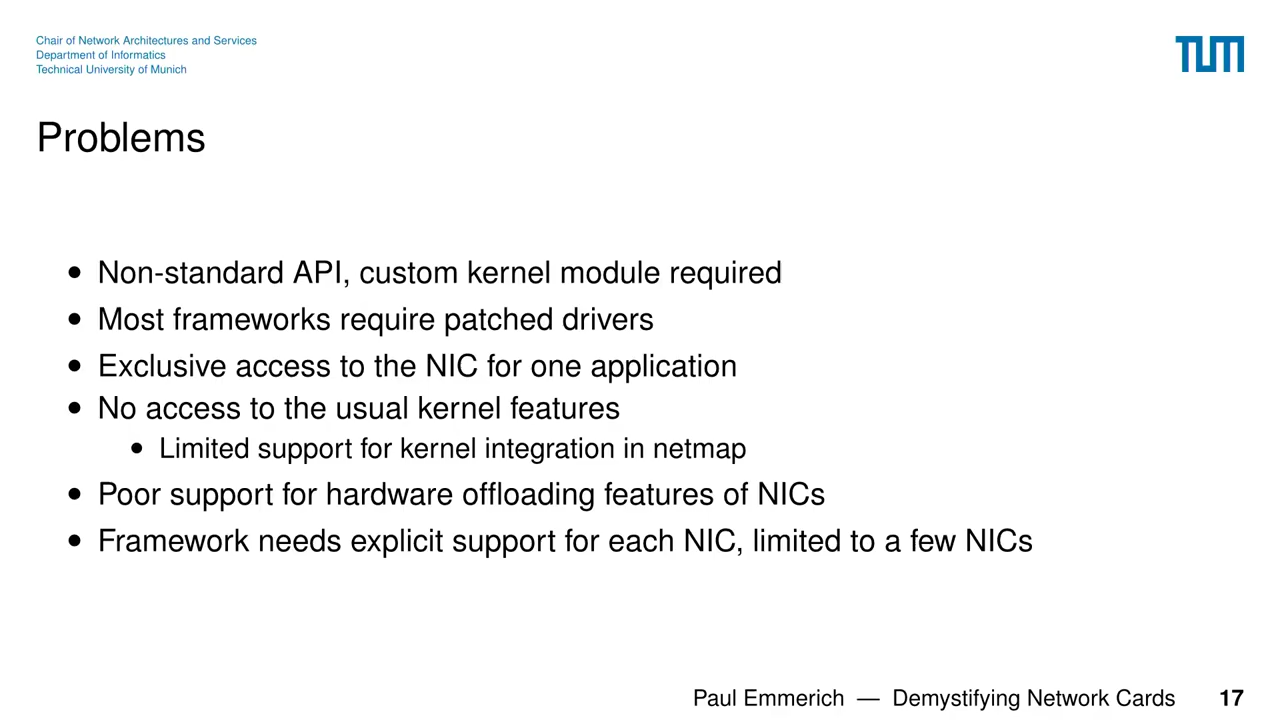 Chair of Network Architectures and Services
Department of Informatics
Technical University of Munich
TUM
Problems
• Non-standard API, custom kernel module required
• Most frameworks require patched drivers
• Exclusive access to the NIC for one application
• No access to the usual kernel features
• Limited support for kernel integration in netmap
• Poor support for hardware offloading features of NICs
• Framework needs explicit support for each NIC, limited to a few NICs
Paul Emmerich — Demystifying Network Cards 17